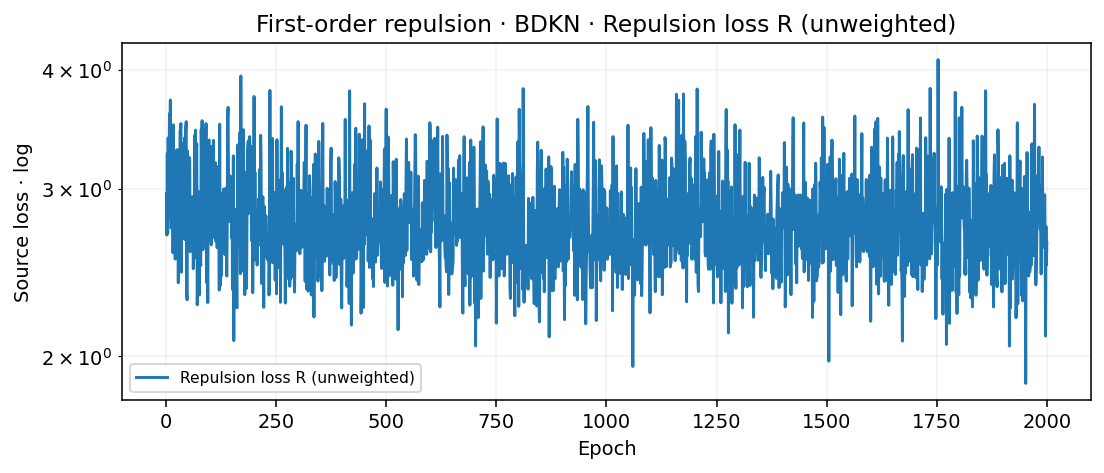 First-order repulsion · BDKN · Repulsion loss R (unweighted)
4 × 10⁰
3 × 10⁰
2 × 10⁰
Source loss · log
Repulsion loss R (unweighted)
0 250 500 750 1000 1250 1500 1750 2000
Epoch